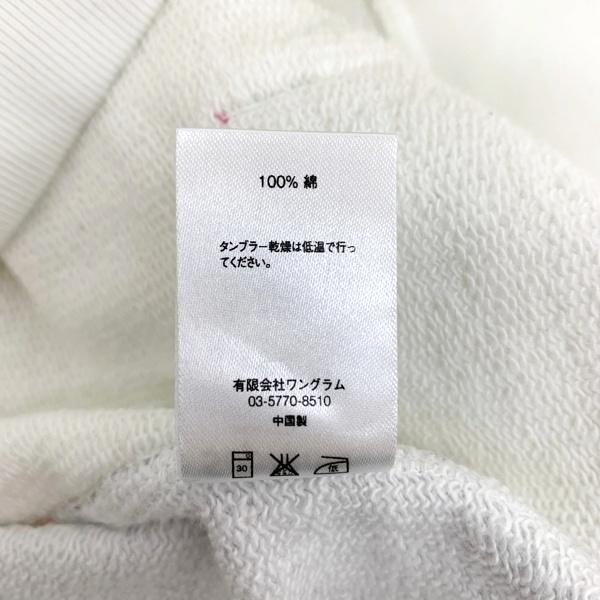 100% 綿
タンブラー乾燥は低温で行っ
てください。
有限会社ワングラム
03-5770-8510
中国製
30
低